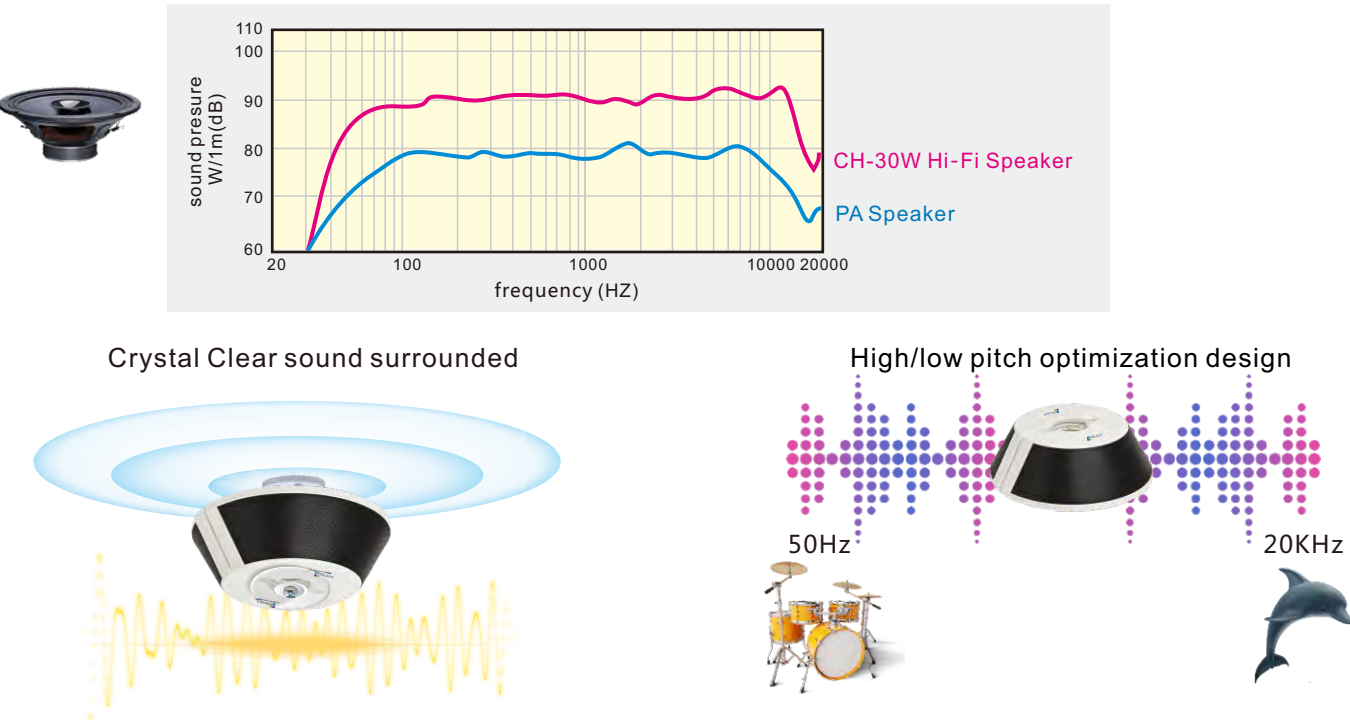 110
100
90
80
70
60
sound presure
W/1m(dB)
20
100
1000
10000
20000
frequency (HZ)
CH-30W Hi-Fi Speaker
PA Speaker
Crystal Clear sound surrounded
High/low pitch optimization design
50Hz
20KHz